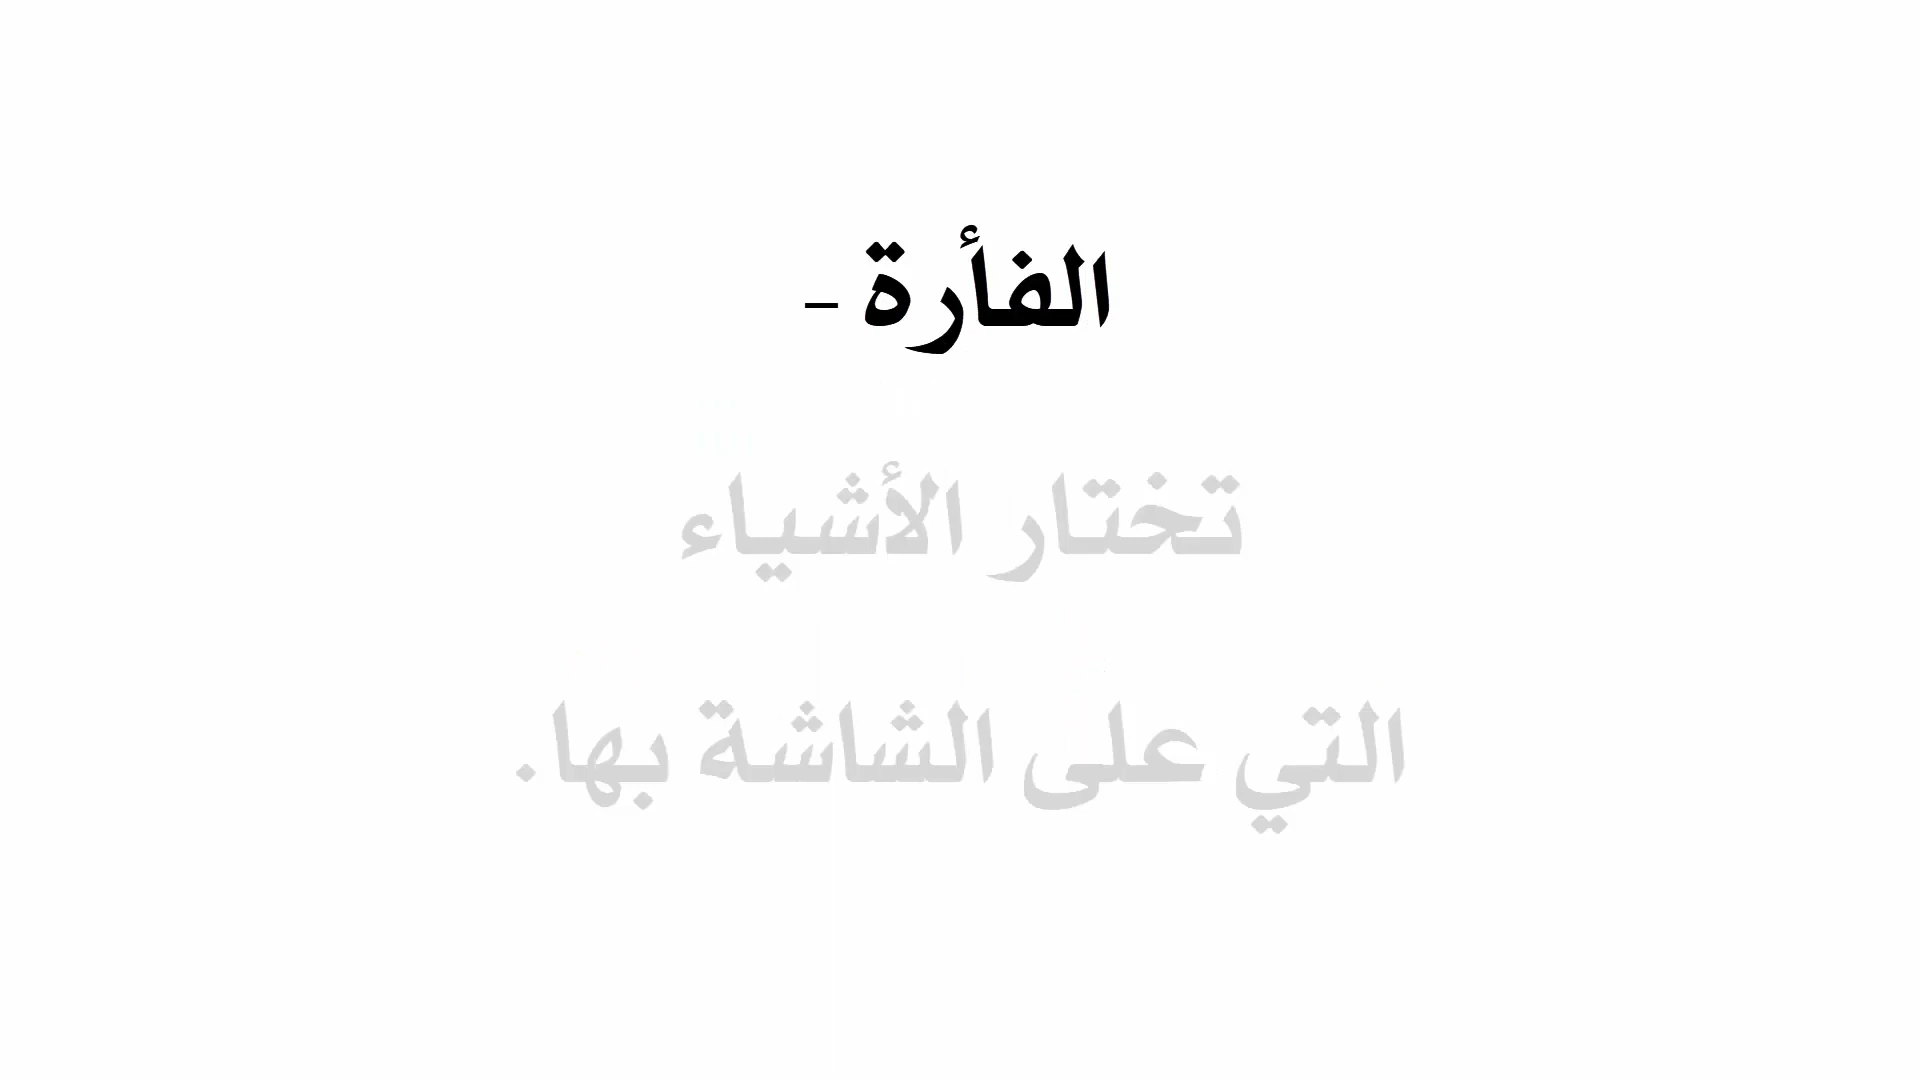 الفأرة -
تختار الأشياء
التي على الشاشة بها.